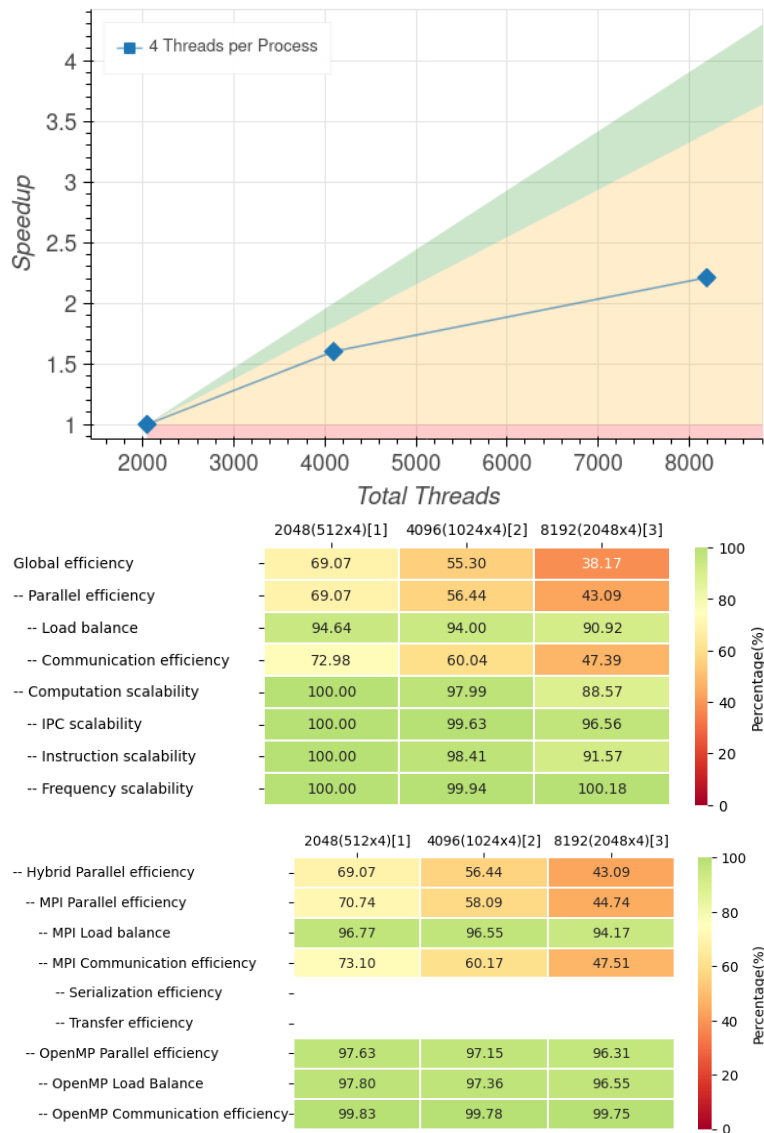 4 Threads per Process
4
3.5
3
2.5
2
1.5
1
Speedup
2000 3000 4000 5000 6000 7000 8000
Total Threads
2048(512x4)[1] 4096(1024x4)[2] 8192(2048x4)[3]
Global efficiency 69.07 55.30 38.17
-- Parallel efficiency 69.07 56.44 43.09
-- Load balance 94.64 94.00 90.92
-- Communication efficiency 72.98 60.04 47.39
-- Computation scalability 100.00 97.99 88.57
-- IPC scalability 100.00 99.63 96.56
-- Instruction scalability 100.00 98.41 91.57
-- Frequency scalability 100.00 99.94 100.18
100
80
60
40
20
0
Percentage(%)
2048(512x4)[1] 4096(1024x4)[2] 8192(2048x4)[3]
-- Hybrid Parallel efficiency 69.07 56.44 43.09
-- MPI Parallel efficiency 70.74 58.09 44.74
-- MPI Load balance 96.77 96.55 94.17
-- MPI Communication efficiency 73.10 60.17 47.51
-- Serialization efficiency
-- Transfer efficiency
-- OpenMP Parallel efficiency 97.63 97.15 96.31
-- OpenMP Load Balance 97.80 97.36 96.55
-- OpenMP Communication efficiency 99.83 99.78 99.75
100
80
60
40
20
0
Percentage(%)